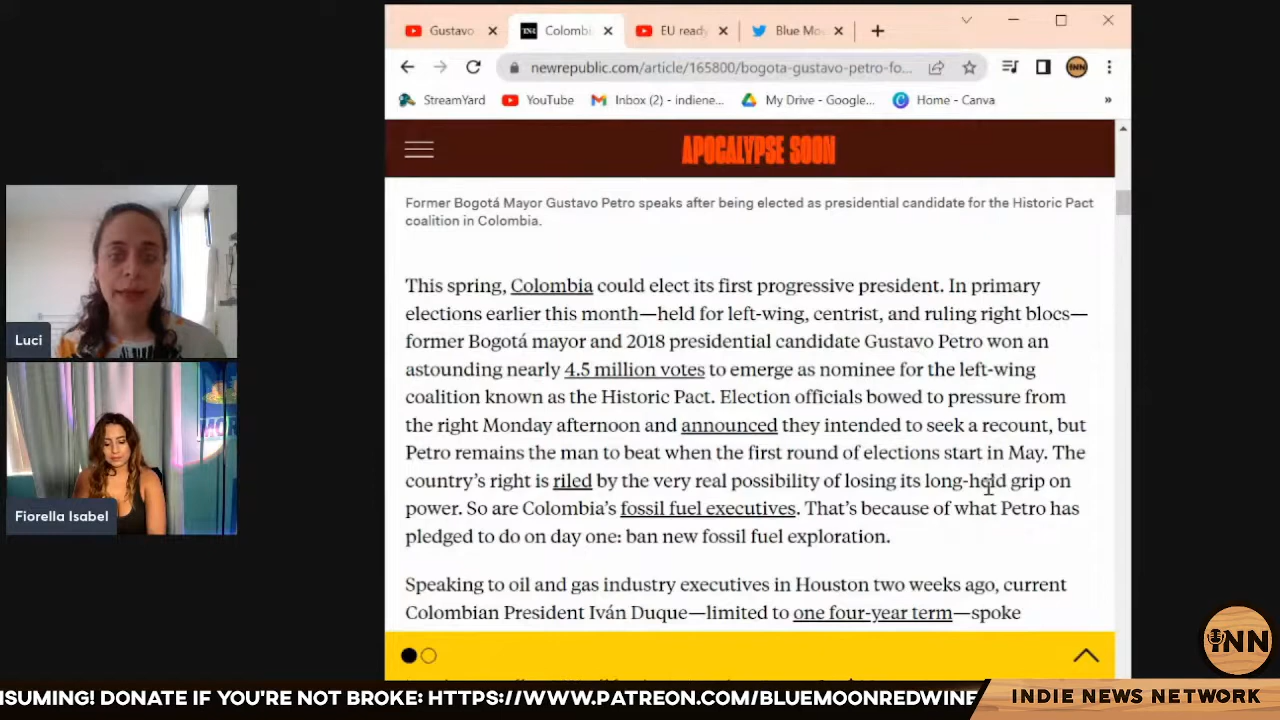 Gustavo
Colombi
EU ready
Blue Mo
newrepublic.com/article/165800/bogota-gustavo-petro-fo...
StreamYard
YouTube
Inbox (2) - indiene...
My Drive - Google...
Home - Canva
»
APOCALYPSE SOON
Former Bogotá Mayor Gustavo Petro speaks after being elected as presidential candidate for the Historic Pact
coalition in Colombia.
This spring, Colombia could elect its first progressive president. In primary
elections earlier this month—held for left-wing, centrist, and ruling right blocs—
former Bogotá mayor and 2018 presidential candidate Gustavo Petro won an
astounding nearly 4.5 million votes to emerge as nominee for the left-wing
coalition known as the Historic Pact. Election officials bowed to pressure from
the right Monday afternoon and announced they intended to seek a recount, but
Petro remains the man to beat when the first round of elections start in May. The
country's right is riled by the very real possibility of losing its long-held grip on
power. So are Colombia's fossil fuel executives. That's because of what Petro has
pledged to do on day one: ban new fossil fuel exploration.
Speaking to oil and gas industry executives in Houston two weeks ago, current
Colombian President Iván Duque—limited to one four-year term—spoke
Luci
Fiorella Isabel
iNN
SUMING! DONATE IF YOU'RE NOT BROKE: HTTPS://WWW.PATREON.COM/BLUEMOONREDWINE
INDIE NEWS NETWORK